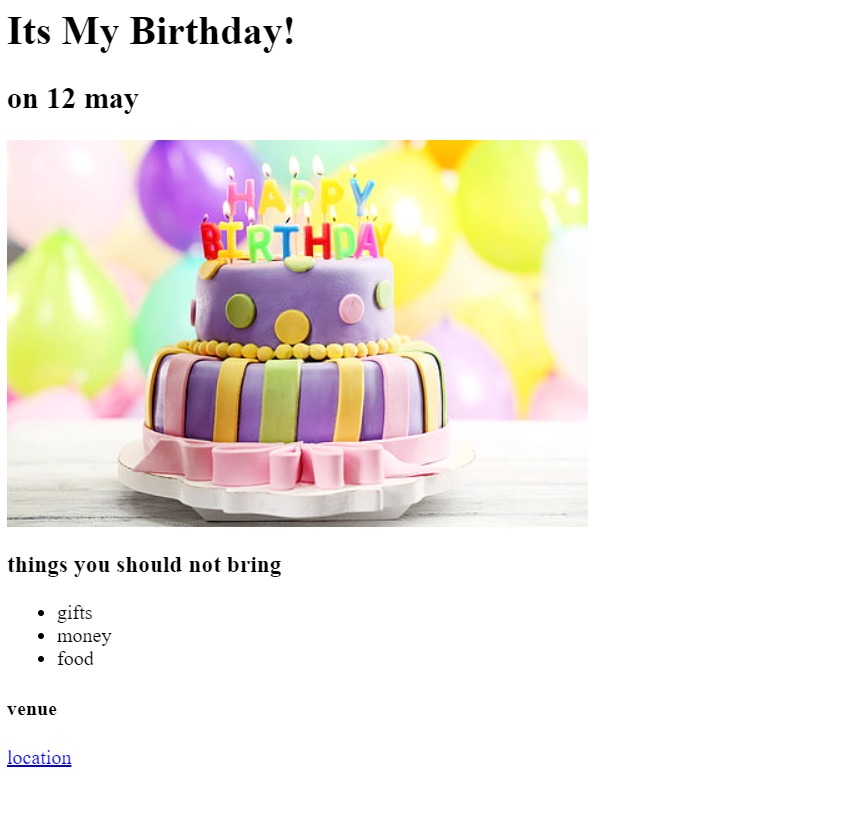 Its My Birthday!
on 12 may
HAPPY
BIRTHDAY
things you should not bring
gifts
money
food
venue
location